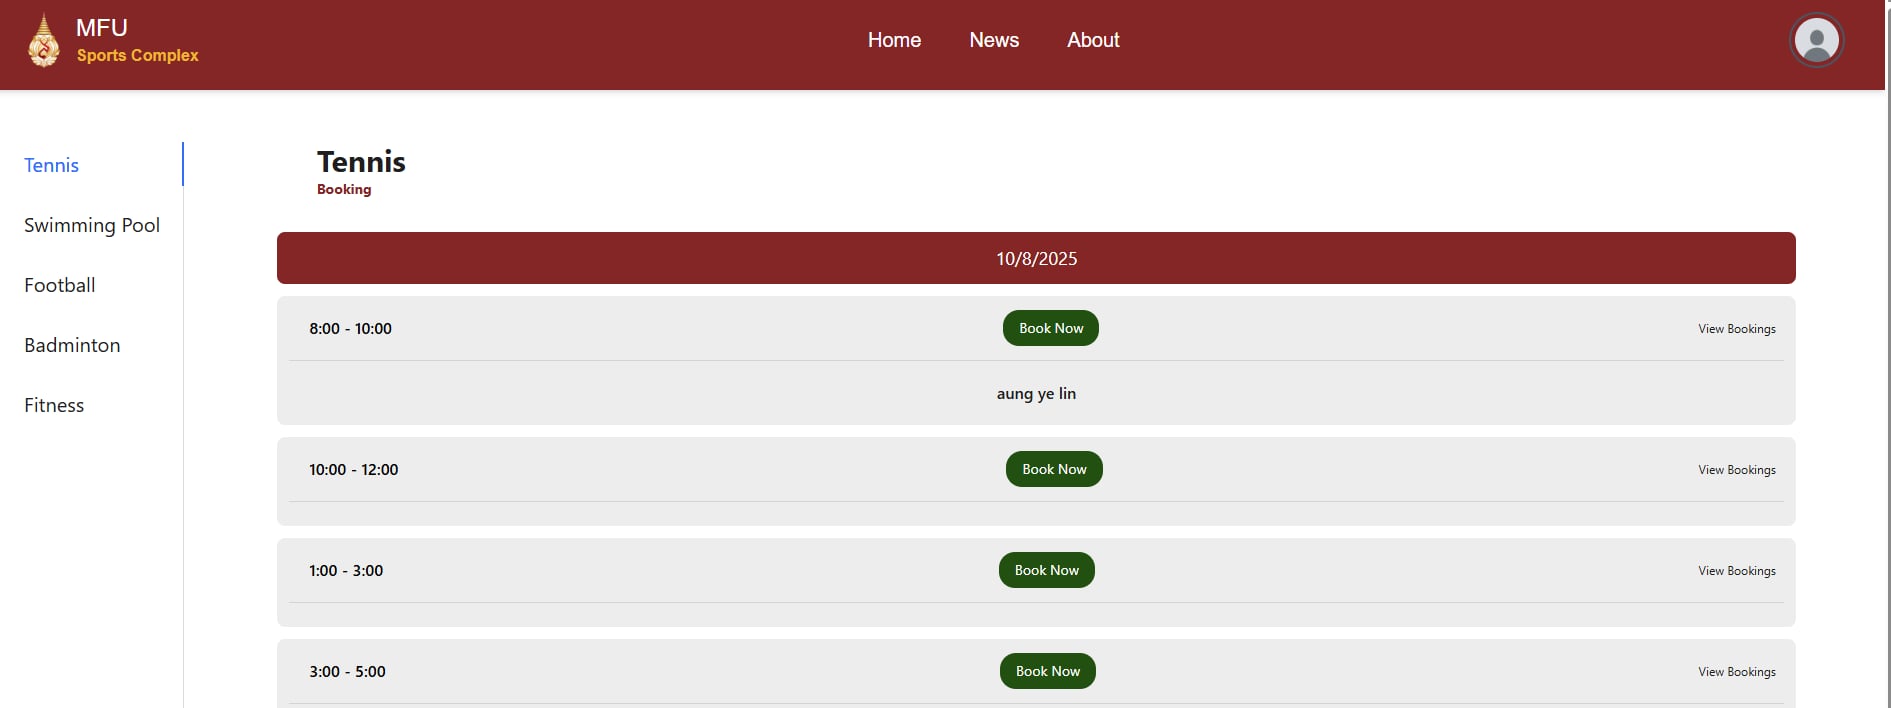 MFU
Sports Complex
Home News About
Tennis
Swimming Pool
Football
Badminton
Fitness
Tennis
Booking
10/8/2025
8:00 - 10:00 Book Now View Bookings
aung ye lin
10:00 - 12:00 Book Now View Bookings
1:00 - 3:00 Book Now View Bookings
3:00 - 5:00 Book Now View Bookings